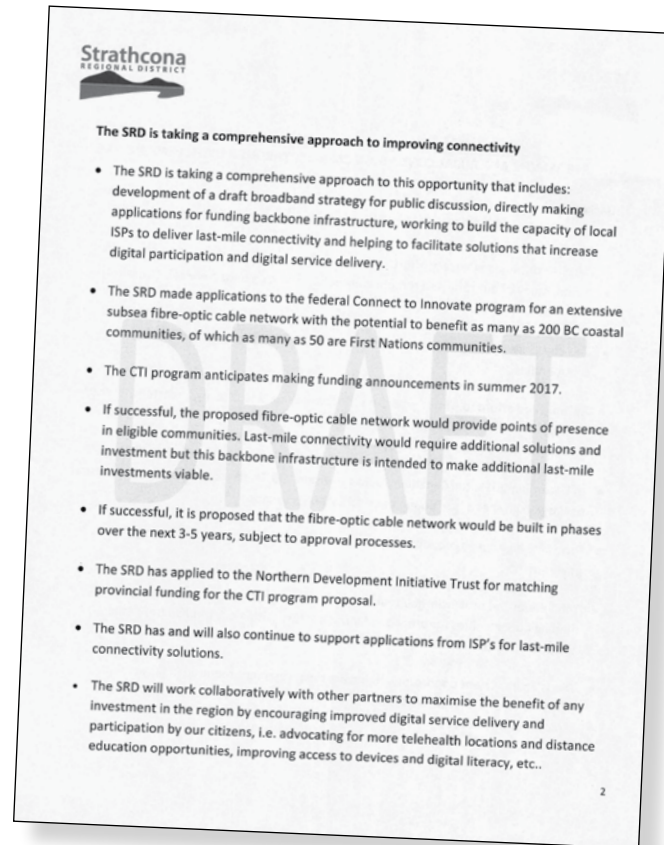 Strathcona
REGIONAL DISTRICT
The SRD is taking a comprehensive approach to improving connectivity
• The SRD is taking a comprehensive approach to this opportunity that includes:
development of a draft broadband strategy for public discussion, directly making
applications for funding backbone infrastructure, working to build the capacity of local
ISPs to deliver last-mile connectivity and helping to facilitate solutions that increase
digital participation and digital service delivery.
• The SRD made applications to the federal Connect to Innovate program for an extensive
subsea fibre-optic cable network with the potential to benefit as many as 200 BC coastal
communities, of which as many as 50 are First Nations communities.
• The CTI program anticipates making funding announcements in summer 2017.
• If successful, the proposed fibre-optic cable network would provide points of presence
in eligible communities. Last-mile connectivity would require additional solutions and
investment but this backbone infrastructure is intended to make additional last-mile
investments viable.
• If successful, it is proposed that the fibre-optic cable network would be built in phases
over the next 3-5 years, subject to approval processes.
• The SRD has applied to the Northern Development Initiative Trust for matching
provincial funding for the CTI program proposal.
• The SRD has and will also continue to support applications from ISP's for last-mile
connectivity solutions.
• The SRD will work collaboratively with other partners to maximise the benefit of any
investment in the region by encouraging improved digital service delivery and
participation by our citizens, i.e. advocating for more telehealth locations and distance
education opportunities, improving access to devices and digital literacy, etc..
2
DRAFT